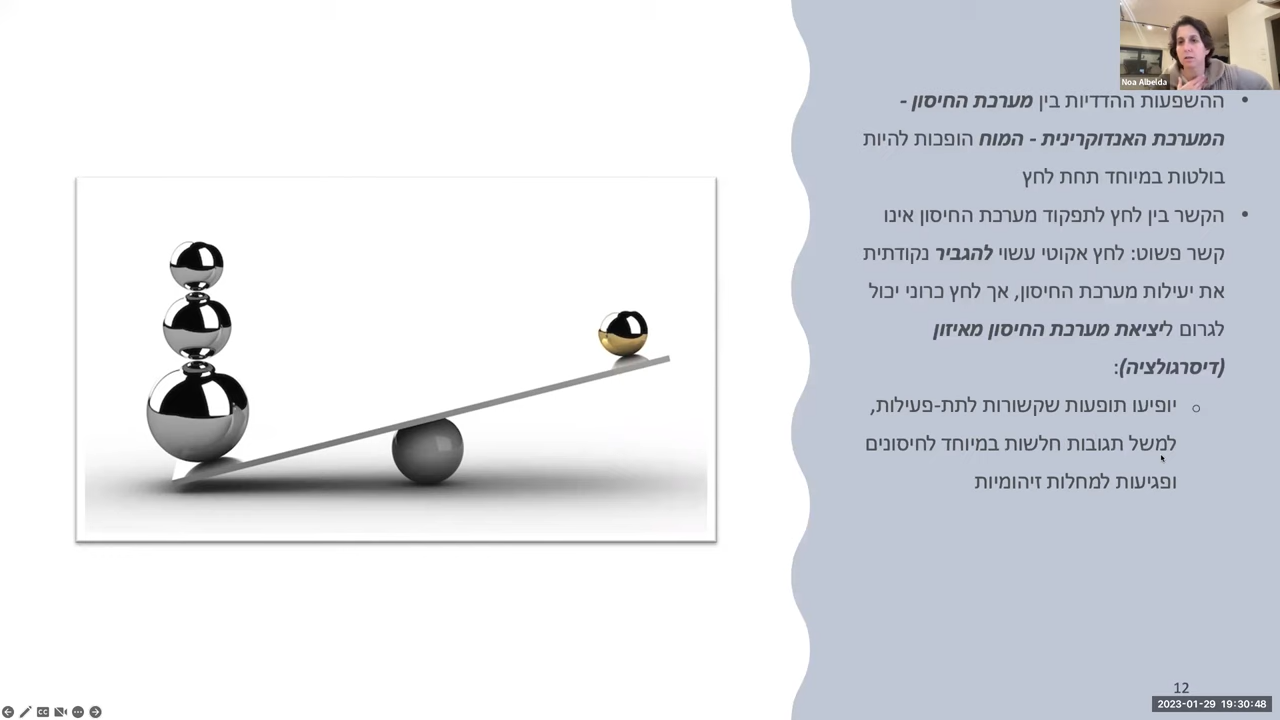 Noa Albelda
• ההשפעות ההדדיות בין מערכת החיסון -
המערכת האנדוקרינית - המוח הופכות להיות
בולטות במיוחד תחת לחץ
• הקשר בין לחץ לתפקוד מערכת החיסון אינו
קשר פשוט: לחץ אקוטי עשוי להגביר נקודתית
את יעילות מערכת החיסון, אך לחץ כרוני יכול
לגרום ליציאת מערכת החיסון מאיזון
(דיסרגולציה):
o יופיעו תופעות שקשורות לתת-פעילות,
למשל תגובות חלשות במיוחד לחיסונים
ופגיעות למחלות זיהומיות
12
2023-01-29 19:30:48